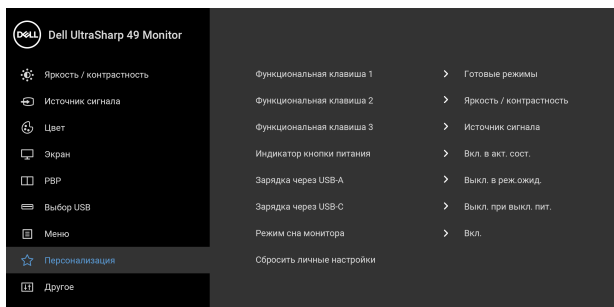 DELL Dell UltraSharp 49 Monitor
Яркость / контрастность
Источник сигнала
Цвет
Экран
PBP
Выбор USB
Меню
Персонализация
Другое
Функциональная клавиша 1 > Готовые режимы
Функциональная клавиша 2 > Яркость / контрастность
Функциональная клавиша 3 > Источник сигнала
Индикатор кнопки питания > Вкл. в акт. сост.
Зарядка через USB-A > Выкл. в реж.ожид.
Зарядка через USB-C > Выкл. при выкл. пит.
Режим сна монитора > Вкл.
Сбросить личные настройки